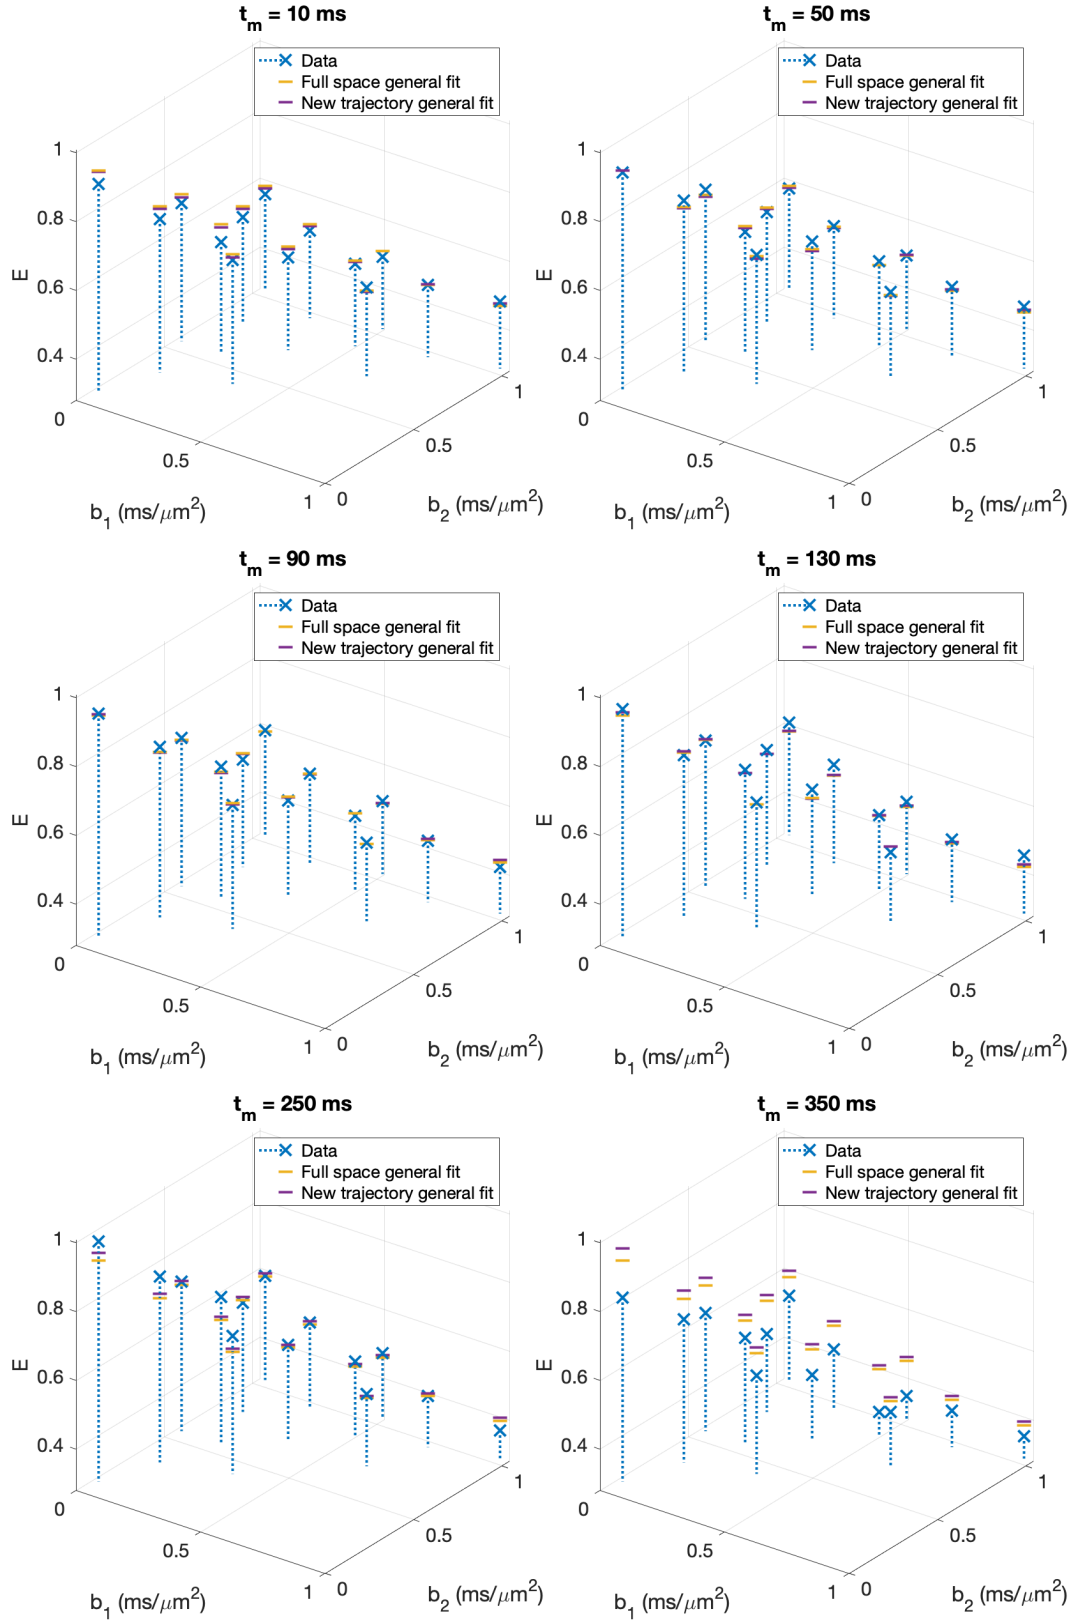 t_m = 10 ms
Data
Full space general fit
New trajectory general fit
1
0.8
0.6
0.4
E
0
0.5
1
0
0.5
1
b_1 (ms/μm^2)
b_2 (ms/μm^2)
t_m = 50 ms
Data
Full space general fit
New trajectory general fit
1
0.8
0.6
0.4
E
0
0.5
1
0
0.5
1
b_1 (ms/μm^2)
b_2 (ms/μm^2)
t_m = 90 ms
Data
Full space general fit
New trajectory general fit
1
0.8
0.6
0.4
E
0
0.5
1
0
0.5
1
b_1 (ms/μm^2)
b_2 (ms/μm^2)
t_m = 130 ms
Data
Full space general fit
New trajectory general fit
1
0.8
0.6
0.4
E
0
0.5
1
0
0.5
1
b_1 (ms/μm^2)
b_2 (ms/μm^2)
t_m = 250 ms
Data
Full space general fit
New trajectory general fit
1
0.8
0.6
0.4
E
0
0.5
1
0
0.5
1
b_1 (ms/μm^2)
b_2 (ms/μm^2)
t_m = 350 ms
Data
Full space general fit
New trajectory general fit
1
0.8
0.6
0.4
E
0
0.5
1
0
0.5
1
b_1 (ms/μm^2)
b_2 (ms/μm^2)